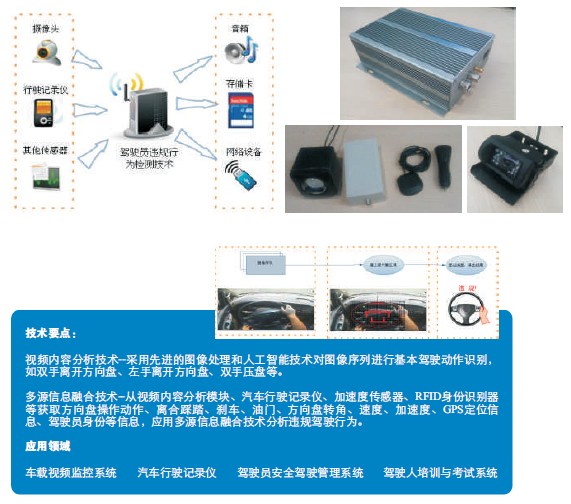 摄像头
音箱
行驶记录仪
存储卡
其他传感器
驾驶员违规行
为检测技术
网络设备
违 规!
技术要点：
视频内容分析技术–采用先进的图像处理和人工智能技术对图像序列进行基本驾驶动作识别，
如双手离开方向盘、左手离开方向盘、双手压盘等。
多源信息融合技术–从视频内容分析模块、汽车行驶记录仪、加速度传感器、RFID身份识别器
等获取方向盘操作动作、离合踩踏、刹车、油门、方向盘转角、速度、加速度、GPS定位信
息、驾驶员身份等信息，应用多源信息融合技术分析违规驾驶行为。
应用领域
车载视频监控系统 汽车行驶记录仪 驾驶员安全驾驶管理系统 驾驶人培训与考试系统